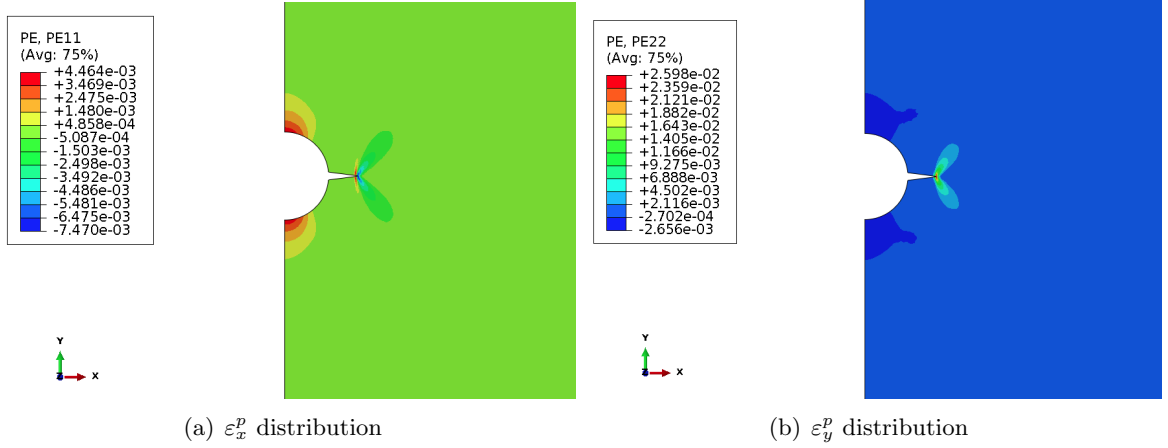 PE, PE11
(Avg: 75%)
+4.464e-03
+3.469e-03
+2.475e-03
+1.480e-03
+4.858e-04
-5.087e-04
-1.503e-03
-2.498e-03
-3.492e-03
-4.486e-03
-5.481e-03
-6.475e-03
-7.470e-03
Y
Z
X
(a) ε_x^p distribution
PE, PE22
(Avg: 75%)
+2.598e-02
+2.359e-02
+2.121e-02
+1.882e-02
+1.643e-02
+1.405e-02
+1.166e-02
+9.275e-03
+6.888e-03
+4.502e-03
+2.116e-03
-2.702e-04
-2.656e-03
Y
Z
X
(b) ε_y^p distribution